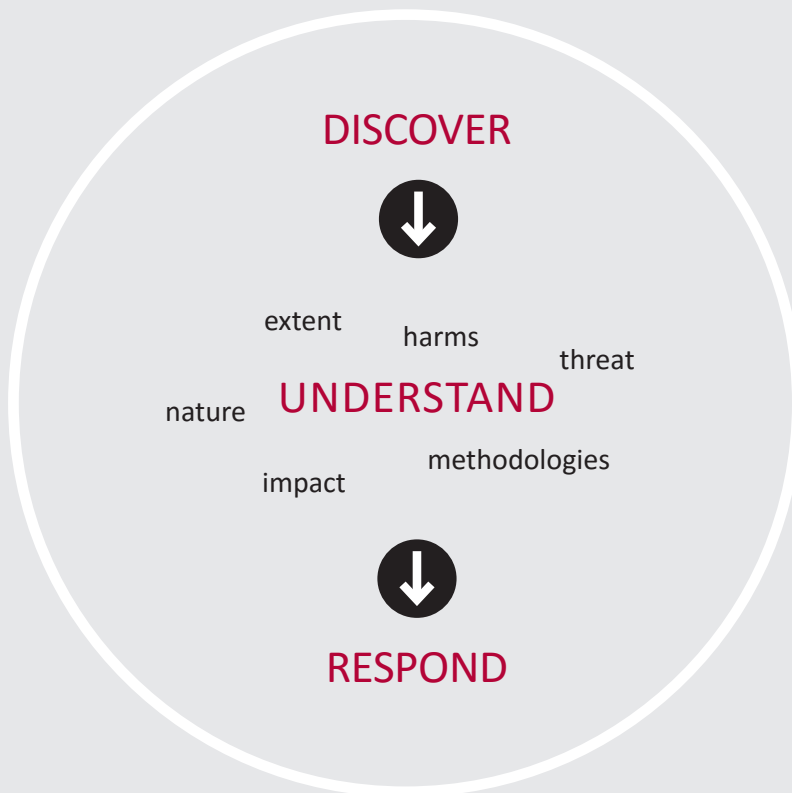 DISCOVER
extent
harms
threat
UNDERSTAND
nature
methodologies
impact
RESPOND